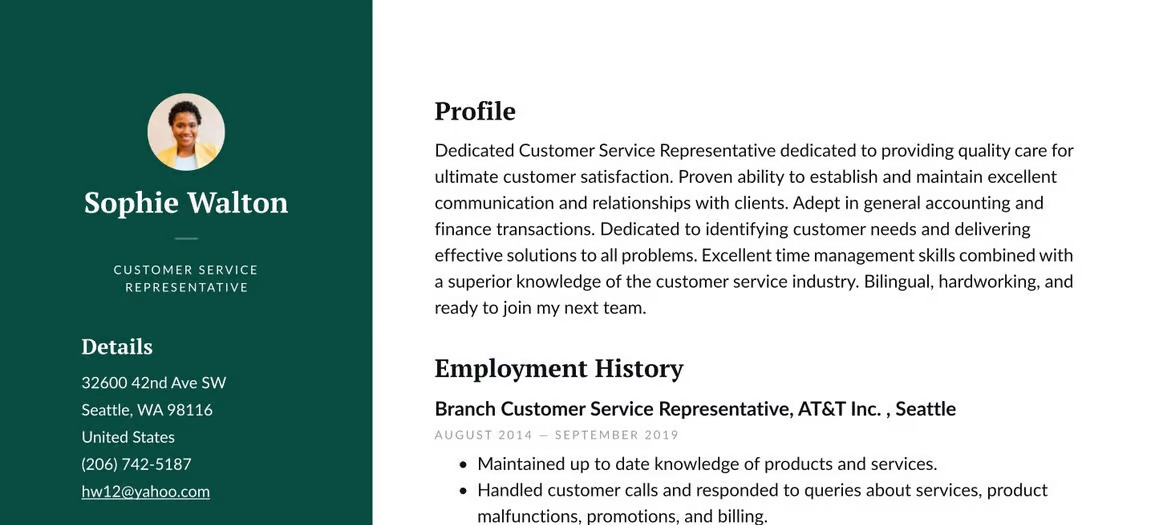 Sophie Walton
CUSTOMER SERVICE
REPRESENTATIVE
Details
32600 42nd Ave SW
Seattle, WA 98116
United States
(206) 742-5187
hw12@yahoo.com
Profile
Dedicated Customer Service Representative dedicated to providing quality care for
ultimate customer satisfaction. Proven ability to establish and maintain excellent
communication and relationships with clients. Adept in general accounting and
finance transactions. Dedicated to identifying customer needs and delivering
effective solutions to all problems. Excellent time management skills combined with
a superior knowledge of the customer service industry. Bilingual, hardworking, and
ready to join my next team.
Employment History
Branch Customer Service Representative, AT&T Inc. , Seattle
AUGUST 2014 — SEPTEMBER 2019
• Maintained up to date knowledge of products and services.
• Handled customer calls and responded to queries about services, product
malfunctions, promotions, and billing.